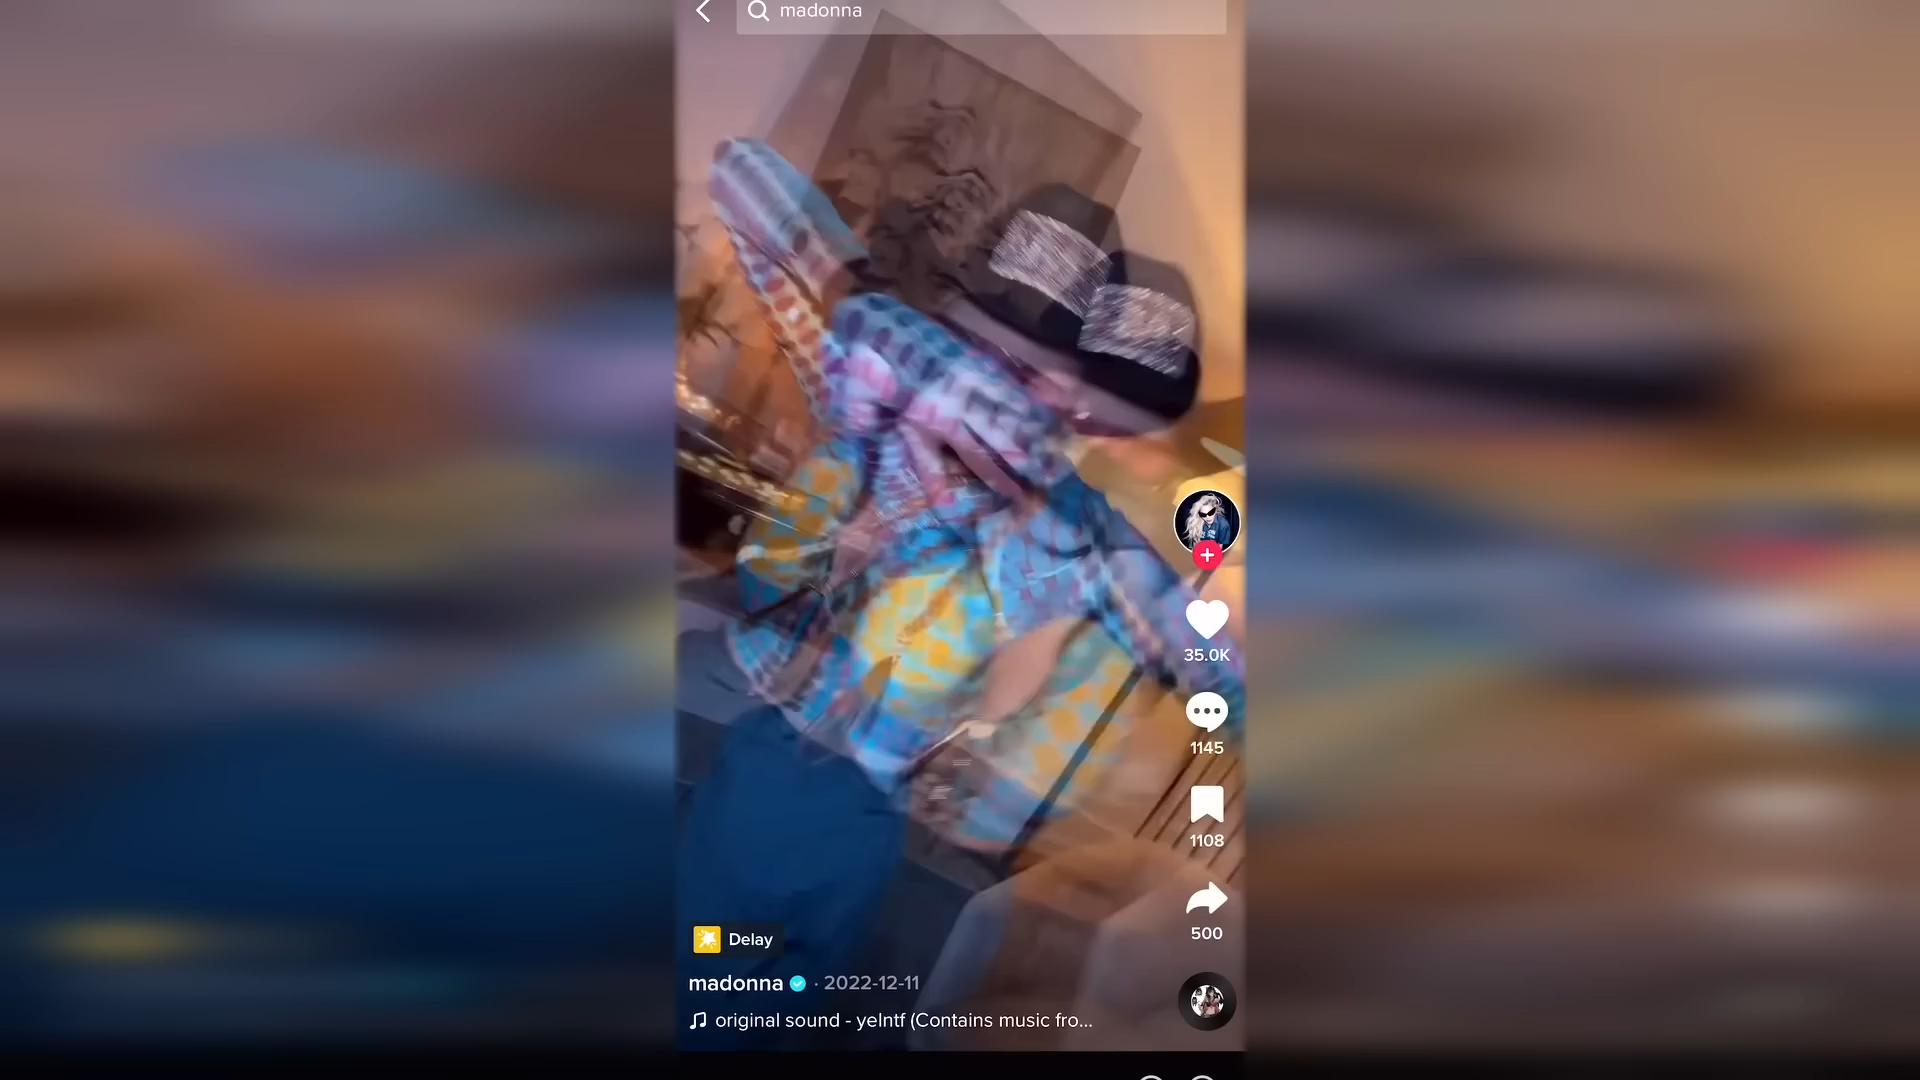 madonna
35.0K
1145
1108
500
Delay
madonna · 2022-12-11
original sound - yelntf (Contains music fro...